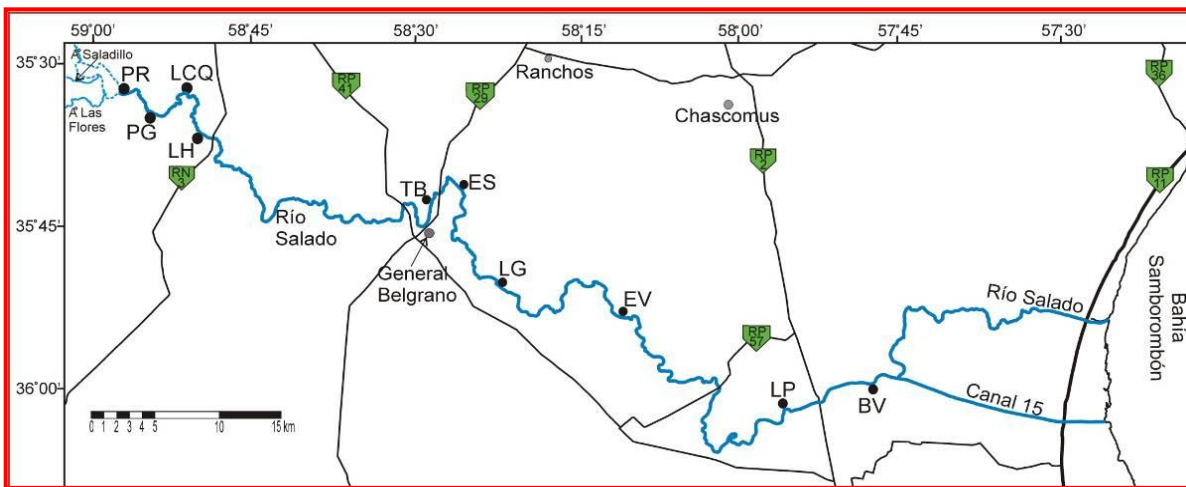 59°00'
58°45'
58°30'
58°15'
58°00'
57°45'
57°30'
35°30'
35°45'
36°00'
A Saladillo
A Las
Flores
PR
LCQ
PG
LH
RN
3
RP
41
RP
29
Ranchos
Chascomus
RP
2
RP
36
RP
11
TB
ES
Río
Salado
General
Belgrano
LG
EV
RP
57
LP
BV
Río Salado
Canal 15
Bahía
Samborombón
0 1 2 3 4 5 10 15 km